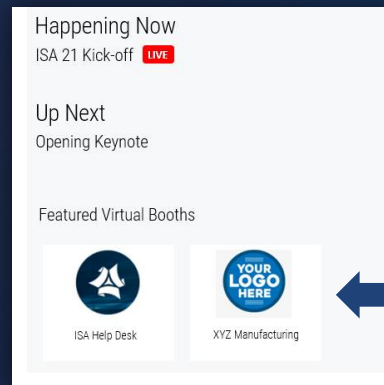 Happening Now
ISA 21 Kick-off LIVE
Up Next
Opening Keynote
Featured Virtual Booths
YOUR
LOGO
HERE
ISA Help Desk
XYZ Manufacturing